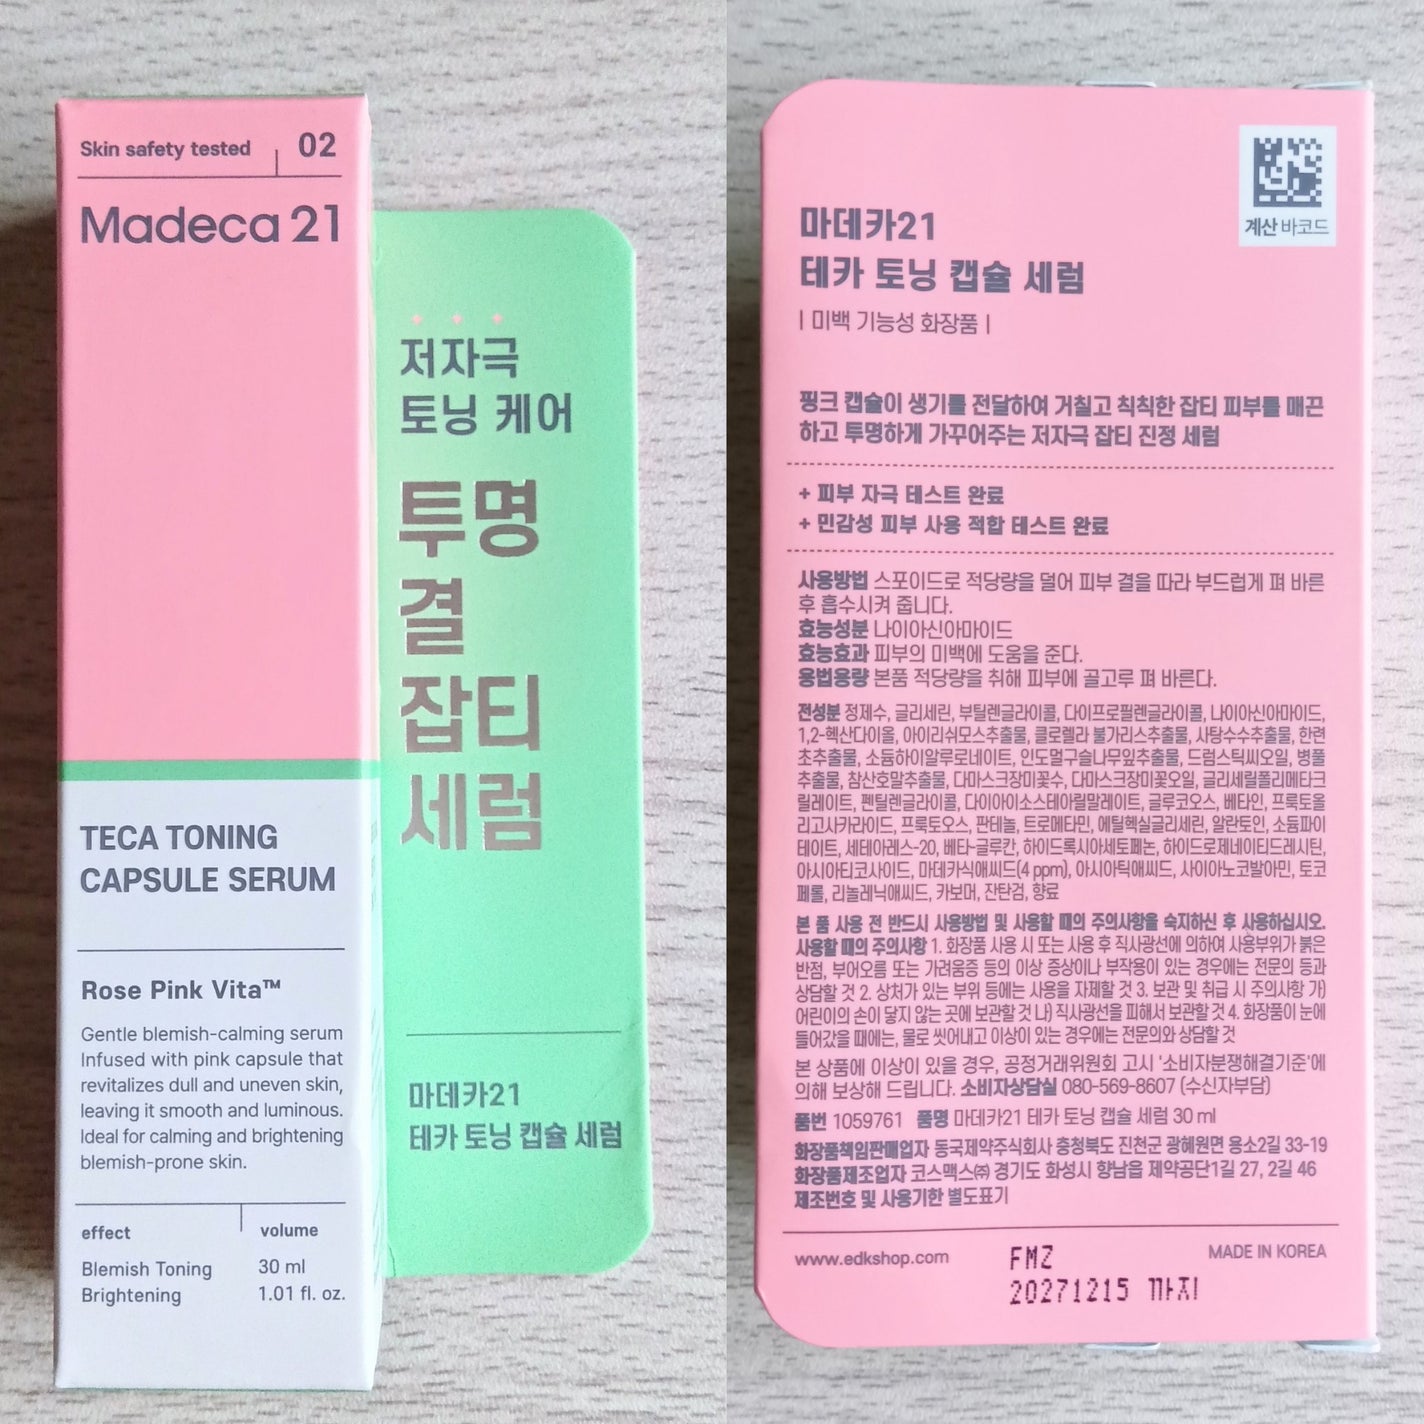 Skin safety tested 02
Madeca 21
TECA TONING
CAPSULE SERUM
Rose Pink Vita™
Gentle blemish-calming serum
Infused with pink capsule that
revitalizes dull and uneven skin,
leaving it smooth and luminous.
Ideal for calming and brightening
blemish-prone skin.
effect volume
Blemish Toning 30 ml
Brightening 1.01 fl. oz.
저자극
토닝 케어
투명
결
잡티
세럼
마데카21
테카 토닝 캡슐 세럼
계산 바코드
마데카21
테카 토닝 캡슐 세럼
| 미백 기능성 화장품 |
핑크 캡슐이 생기를 전달하여 거칠고 칙칙한 잡티 피부를 매끈
하고 투명하게 가꾸어주는 저자극 잡티 진정 세럼
+ 피부 자극 테스트 완료
+ 민감성 피부 사용 적합 테스트 완료
사용방법 스포이드로 적당량을 덜어 피부 결을 따라 부드럽게 펴 바른
후 흡수시켜 줍니다.
효능성분 나이아신아마이드
효능효과 피부의 미백에 도움을 준다.
용법용량 본품 적당량을 취해 피부에 골고루 펴 바른다.
전성분 정제수, 글리세린, 부틸렌글라이콜, 다이프로필렌글라이콜, 나이아신아마이드,
1,2-헥산다이올, 아이리쉬모스추출물, 클로렐라 불가리스추출물, 사탕수수추출물, 한련
초추출물, 소듐하이알루로네이트, 인도멀구슬나무잎추출물, 드럼스틱씨오일, 병풀
추출물, 참산호말추출물, 다마스크장미꽃수, 다마스크장미꽃오일, 글리세릴폴리메타크
릴레이트, 펜틸렌글라이콜, 다이아이소스테아릴말레이트, 글루코오스, 베타인, 프룩토올
리고사카라이드, 프룩토오스, 판테놀, 트로메타민, 에틸헥실글리세린, 알란토인, 소듐파이
테이트, 세테아레스-20, 베타-글루칸, 하이드록시아세토페논, 하이드로제네이티드레시틴,
아시아티코사이드, 마데카식애씨드(4 ppm), 아시아틱애씨드, 사이아노코발아민, 토코
페롤, 리놀레닉애씨드, 카보머, 잔탄검, 향료
본 품 사용 전 반드시 사용방법 및 사용할 때의 주의사항을 숙지하신 후 사용하십시오.
사용할 때의 주의사항 1. 화장품 사용 시 또는 사용 후 직사광선에 의하여 사용부위가 붉은
반점, 부어오름 또는 가려움증 등의 이상 증상이나 부작용이 있는 경우에는 전문의 등과
상담할 것 2. 상처가 있는 부위 등에는 사용을 자제할 것 3. 보관 및 취급 시 주의사항 가)
어린이의 손이 닿지 않는 곳에 보관할 것 나) 직사광선을 피해서 보관할 것 4. 화장품이 눈에
들어갔을 때에는, 물로 씻어내고 이상이 있는 경우에는 전문의와 상담할 것
본 상품에 이상이 있을 경우, 공정거래위원회 고시 '소비자분쟁해결기준'에
의해 보상해 드립니다. 소비자상담실 080-569-8607 (수신자부담)
품번 1059761 품명 마데카21 테카 토닝 캡슐 세럼 30 ml
화장품책임판매업자 동국제약주식회사 충청북도 진천군 광혜원면 용소2길 33-19
화장품제조업자 코스맥스㈜ 경기도 화성시 향남읍 제약공단1길 27, 2길 46
제조번호 및 사용기한 별도표기
www.edkshop.com FMZ MADE IN KOREA
20271215 까지